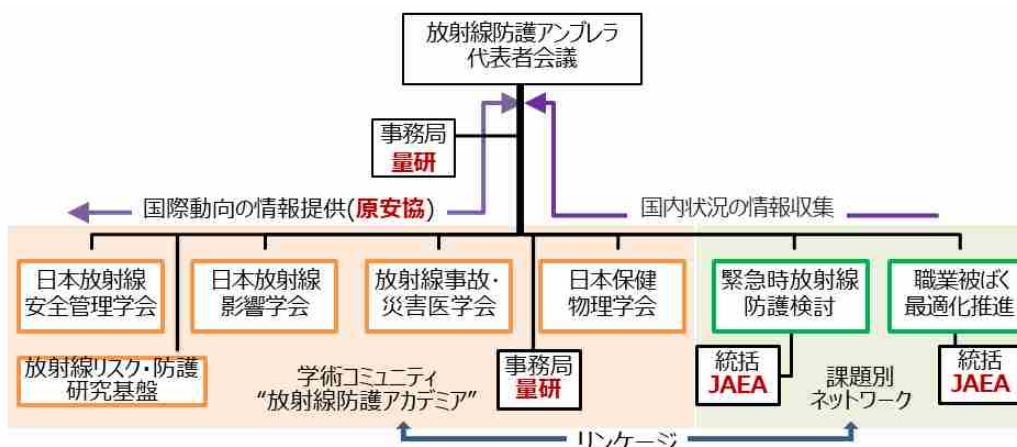 放射線防護アンブレラ
代表者会議
事務局
量研
国際動向の情報提供(原安協)
国内状況の情報収集
日本放射線
安全管理学会
日本放射線
影響学会
放射線事故・
災害医学会
日本保健
物理学会
緊急時放射線
防護検討
職業被ばく
最適化推進
放射線リスク・防護
研究基盤
学術コミュニティ
“放射線防護アカデミア”
事務局
量研
統括
JAEA
課題別
ネットワーク
統括
JAEA
リンケージ